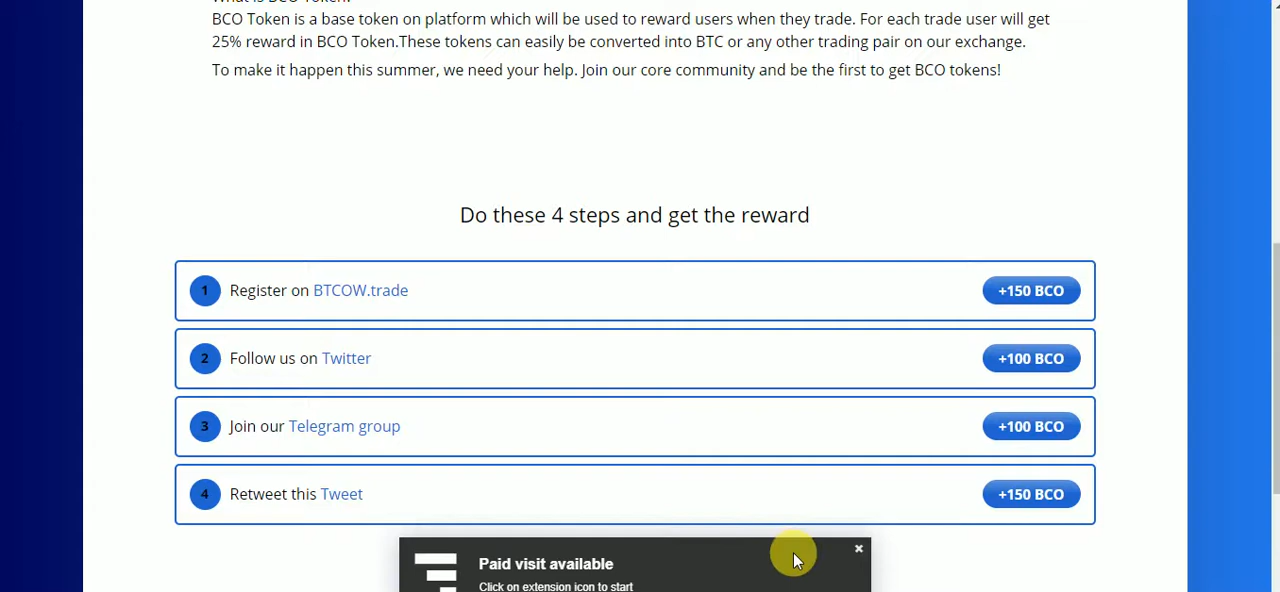 BCO Token is a base token on platform which will be used to reward users when they trade. For each trade user will get
25% reward in BCO Token.These tokens can easily be converted into BTC or any other trading pair on our exchange.
To make it happen this summer, we need your help. Join our core community and be the first to get BCO tokens!
Do these 4 steps and get the reward
1 Register on BTCOW.trade +150 BCO
2 Follow us on Twitter +100 BCO
3 Join our Telegram group +100 BCO
4 Retweet this Tweet +150 BCO
Paid visit available
Click on extension icon to start